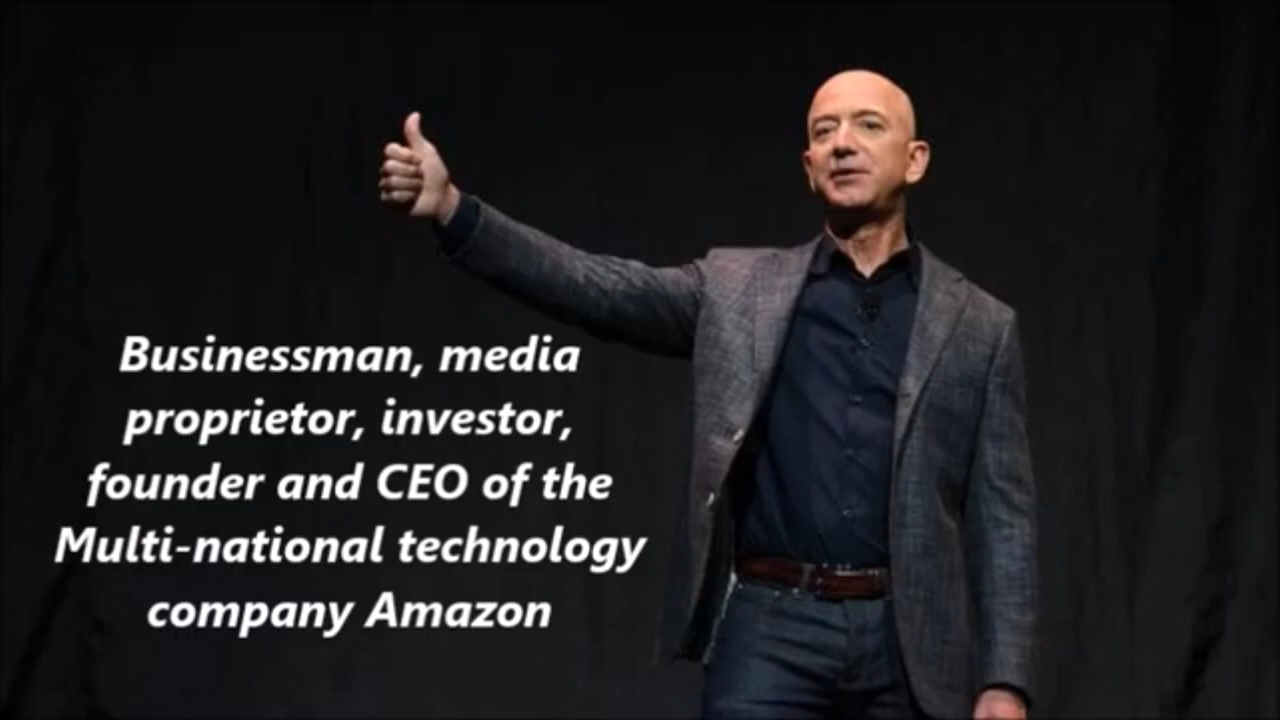 Businessman, media
proprietor, investor,
founder and CEO of the
Multi-national technology
company Amazon